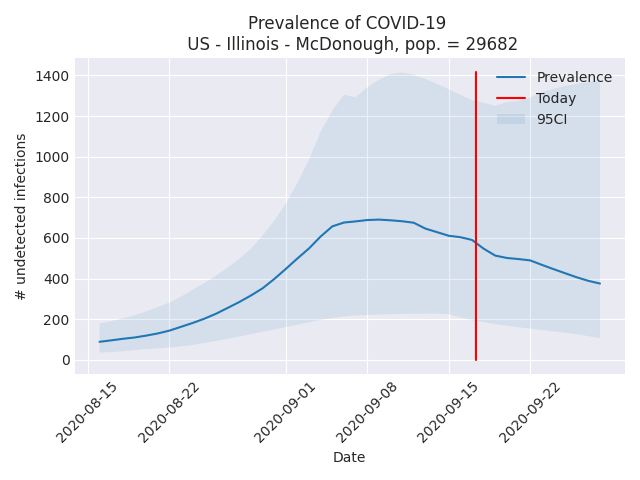 Prevalence of COVID-19
US - Illinois - McDonough, pop. = 29682
# undetected infections
1400
1200
1000
800
600
400
200
0
Prevalence
Today
95CI
2020-08-15
2020-08-22
2020-09-01
2020-09-08
2020-09-15
2020-09-22
Date